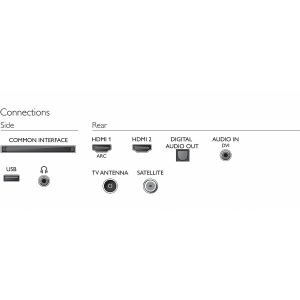 Connections
Side
Rear
COMMON INTERFACE
USB
HDMI 1
ARC
HDMI 2
DIGITAL
AUDIO OUT
AUDIO IN
DVI
TV ANTENNA
SATELLITE